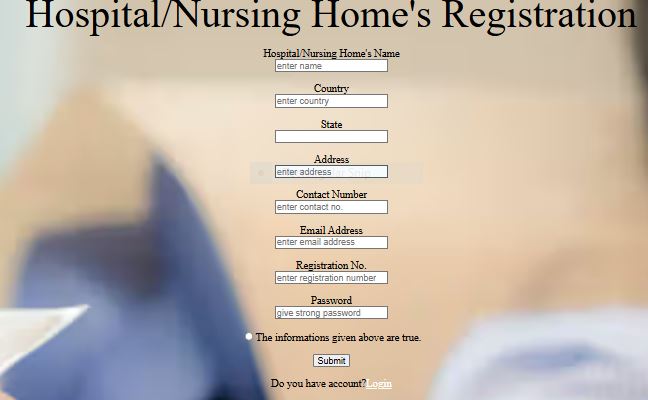 Hospital/Nursing Home's Registration
Hospital/Nursing Home's Name
enter name
Country
enter country
State
Address
enter address
Contact Number
enter contact no.
Email Address
enter email address
Registration No.
enter registration number
Password
give strong password
The informations given above are true.
Submit
Do you have account?Login